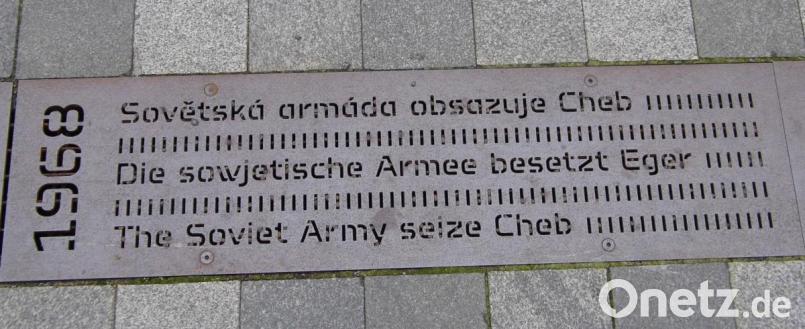 1968
Sovětská armáda obsazuje Cheb
Die sowjetische Armee besetzt Eger
The Soviet Army seize Cheb
Onetz.de